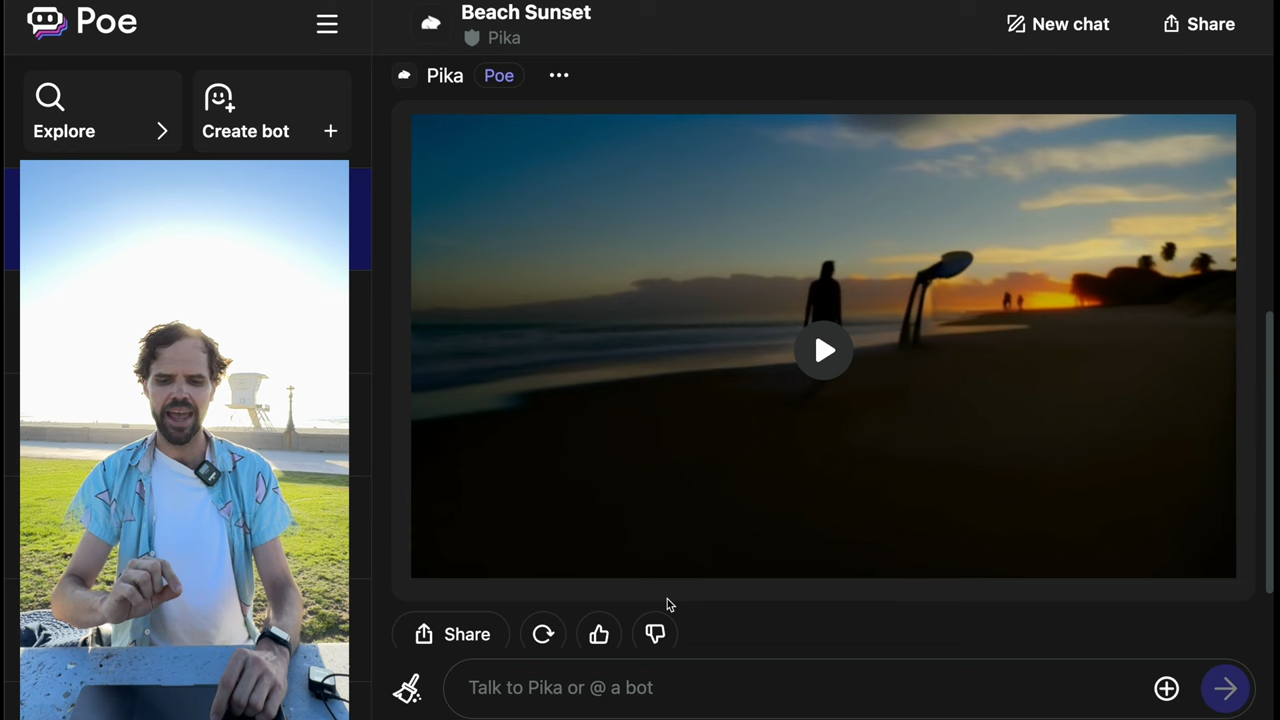 Poe
Explore
Create bot
Beach Sunset
Pika
New chat
Share
Pika
Poe
Share
Talk to Pika or @ a bot